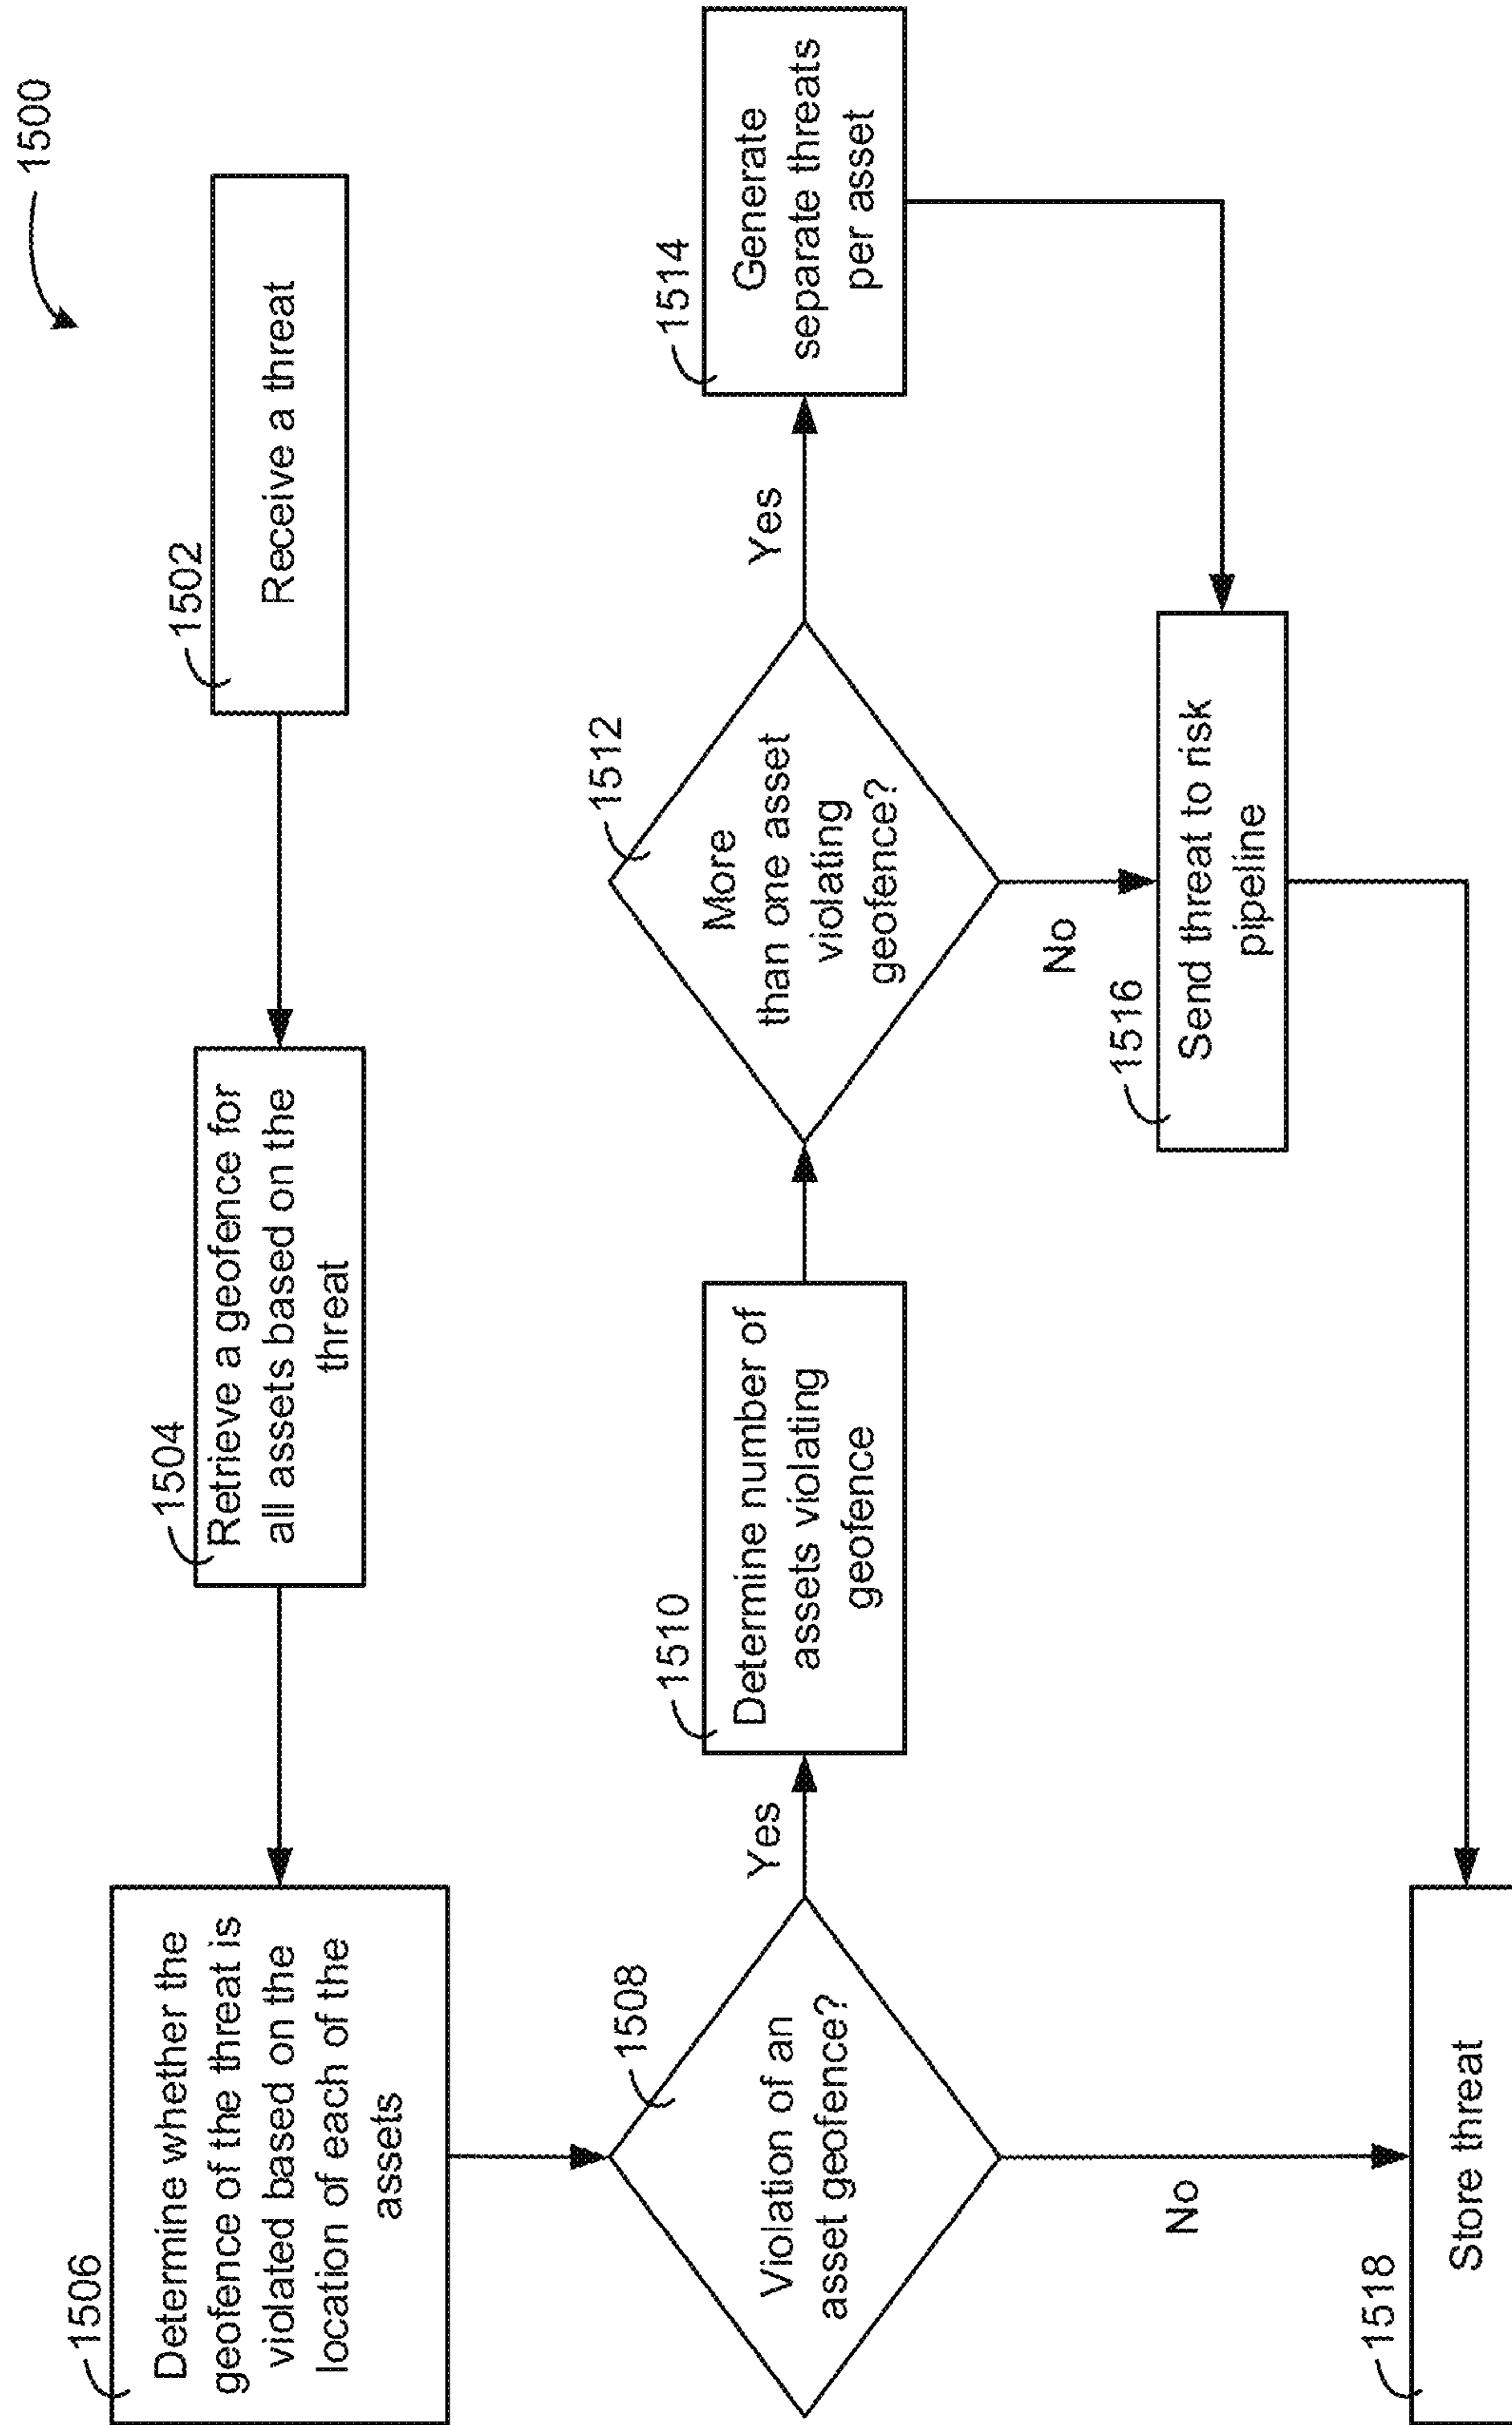 1500
1502
Receive a threat
1504
Retrieve a geofence for
all assets based on the
threat
1506
Determine whether the
geofence of the threat is
violated based on the
location of each of the
assets
1508
Violation of an
asset geofence?
Yes
No
1510
Determine number of
assets violating
geofence
1512
More
than one asset
violating
geofence?
Yes
No
1514
Generate
separate threats
per asset
1516
Send threat to risk
pipeline
1518
Store threat